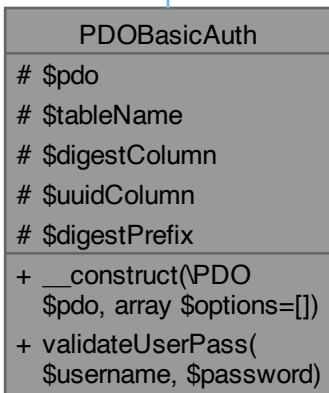 PDOBasicAuth
# $pdo
# $tableName
# $digestColumn
# $uuidColumn
# $digestPrefix
+ __construct(\PDO
$pdo, array $options=[])
+ validateUserPass(
$username, $password)